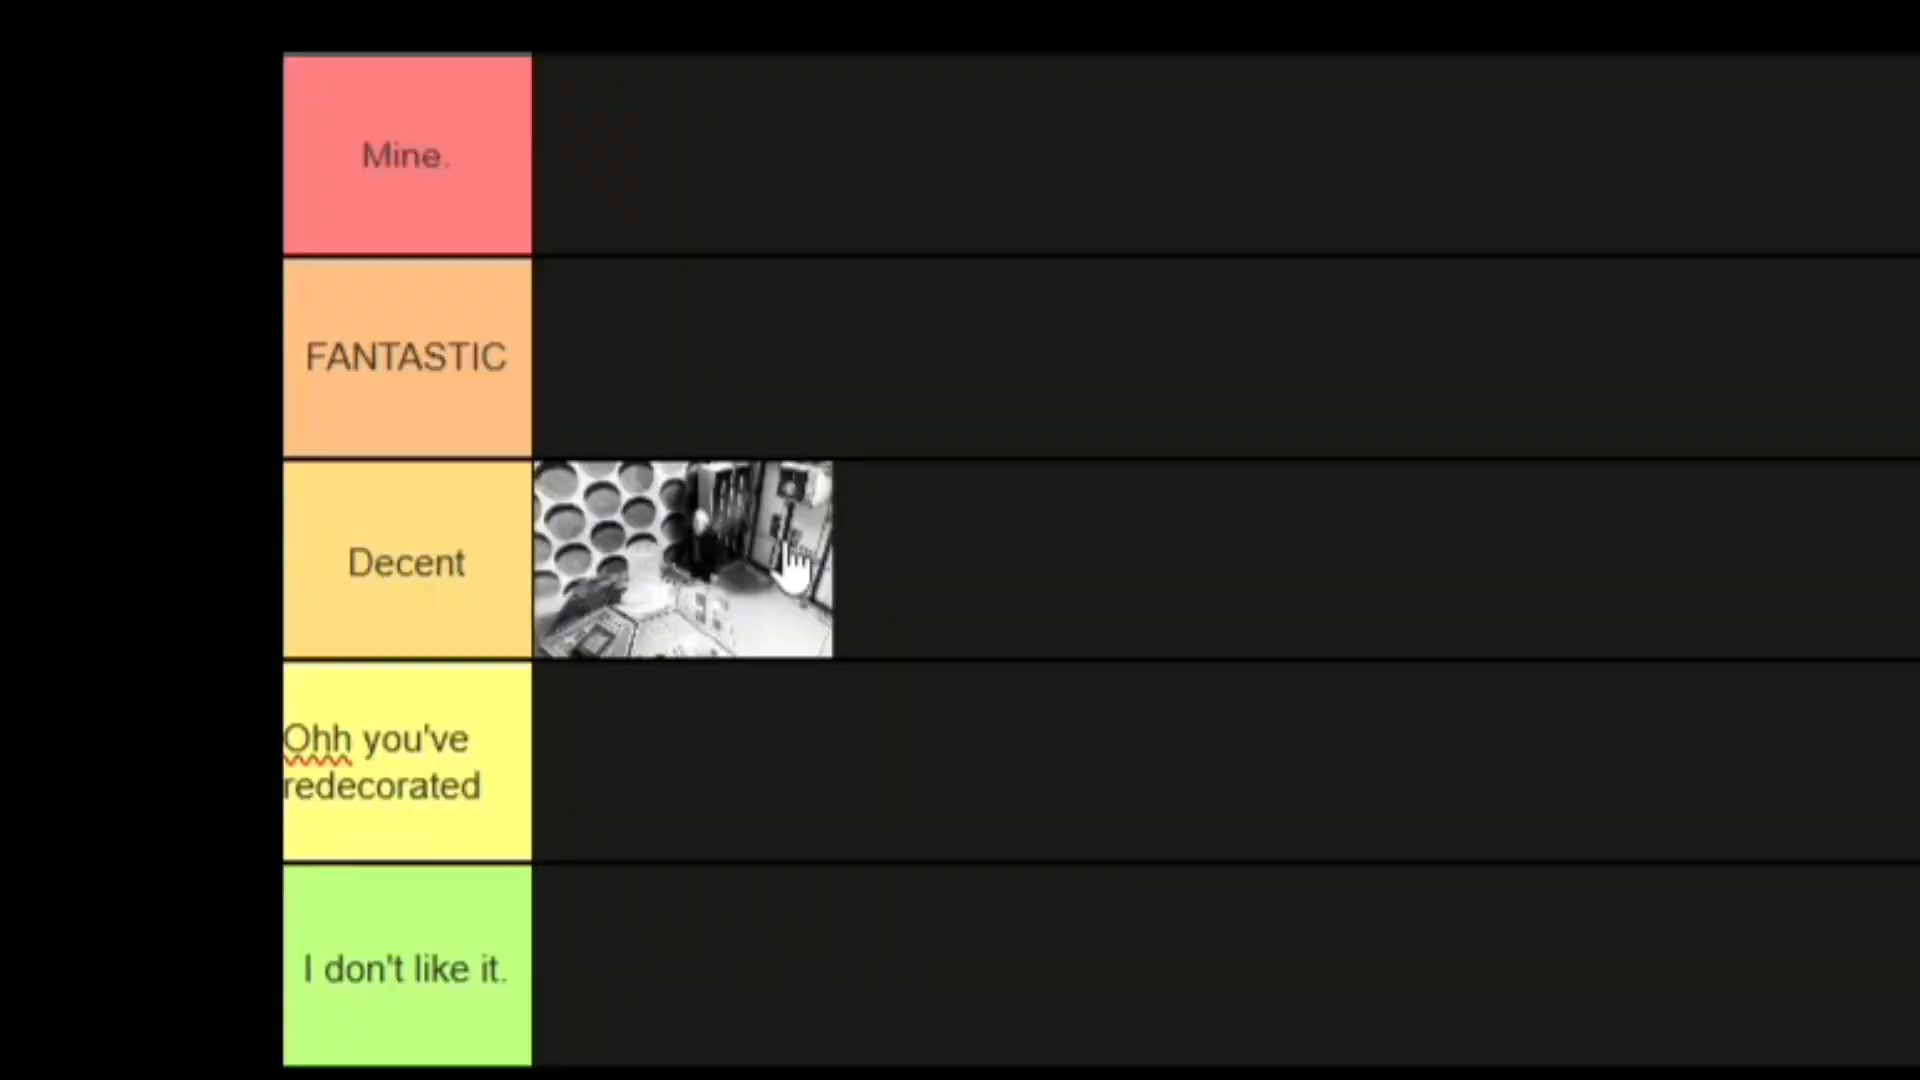 Mine.
FANTASTIC
Decent
Ohh you've
redecorated
I don't like it.